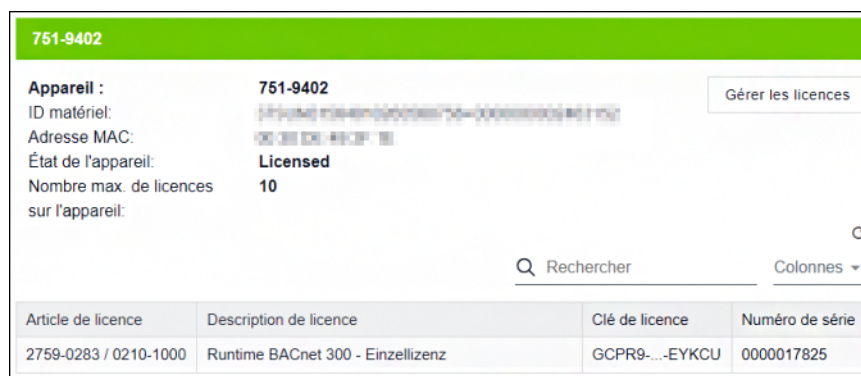 751-9402
Appareil : 751-9402
Gérer les licences
ID matériel:
Adresse MAC:
État de l'appareil: Licensed
Nombre max. de licences 10
sur l'appareil:
Rechercher Colonnes
Article de licence Description de licence Clé de licence Numéro de série
2759-0283 / 0210-1000 Runtime BACnet 300 - Einzellizenz GCPR9-...-EYKCU 0000017825